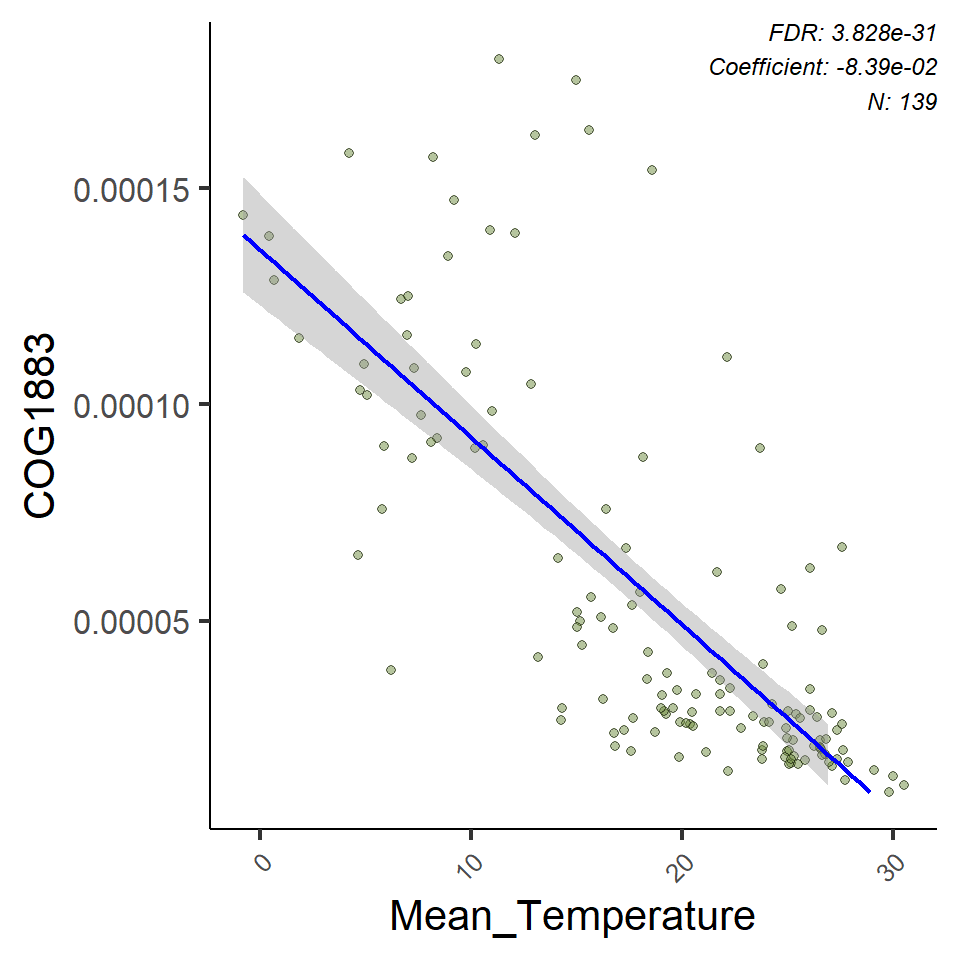 FDR: 3.828e-31
Coefficient: -8.39e-02
N: 139
0.00015
0.00010
0.00005
COG1883
0
10
20
30
Mean_Temperature